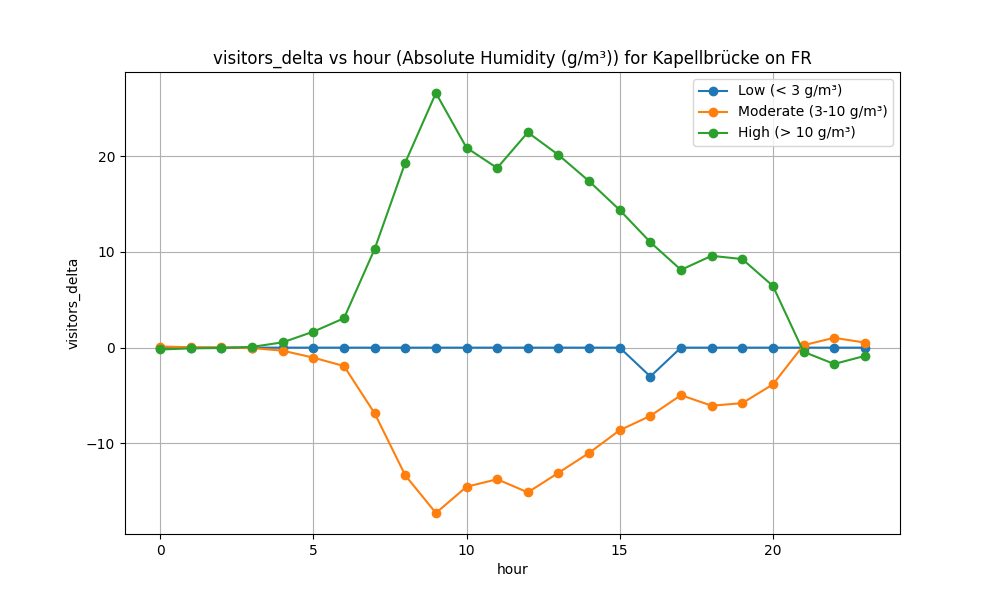 visitors_delta vs hour (Absolute Humidity (g/m³)) for Kapellbrücke on FR
Low (< 3 g/m³)
Moderate (3-10 g/m³)
High (> 10 g/m³)
visitors_delta
20
10
0
−10
0 5 10 15 20
hour